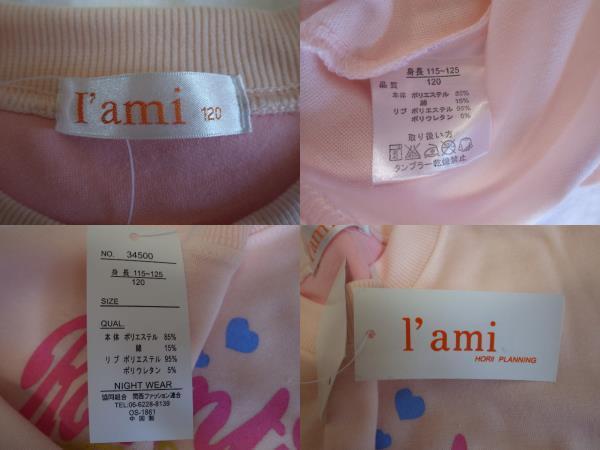 l'ami 120
身長 115~125
120
品質
本体 ポリエステル 85%
綿 15%
リブ ポリエステル 95%
ポリウレタン 5%
取り扱い方
タンブラー乾燥禁止
NO. 34500
身長 115~125
120
SIZE
QUAL.
本体 ポリエステル 85%
綿 15%
リブ ポリエステル 95%
ポリウレタン 5%
NIGHT WEAR
協同組合 関西ファッション連合
TEL:06-6228-8139
OS-1861
中国製
l'ami
l'ami
HORII PLANNING